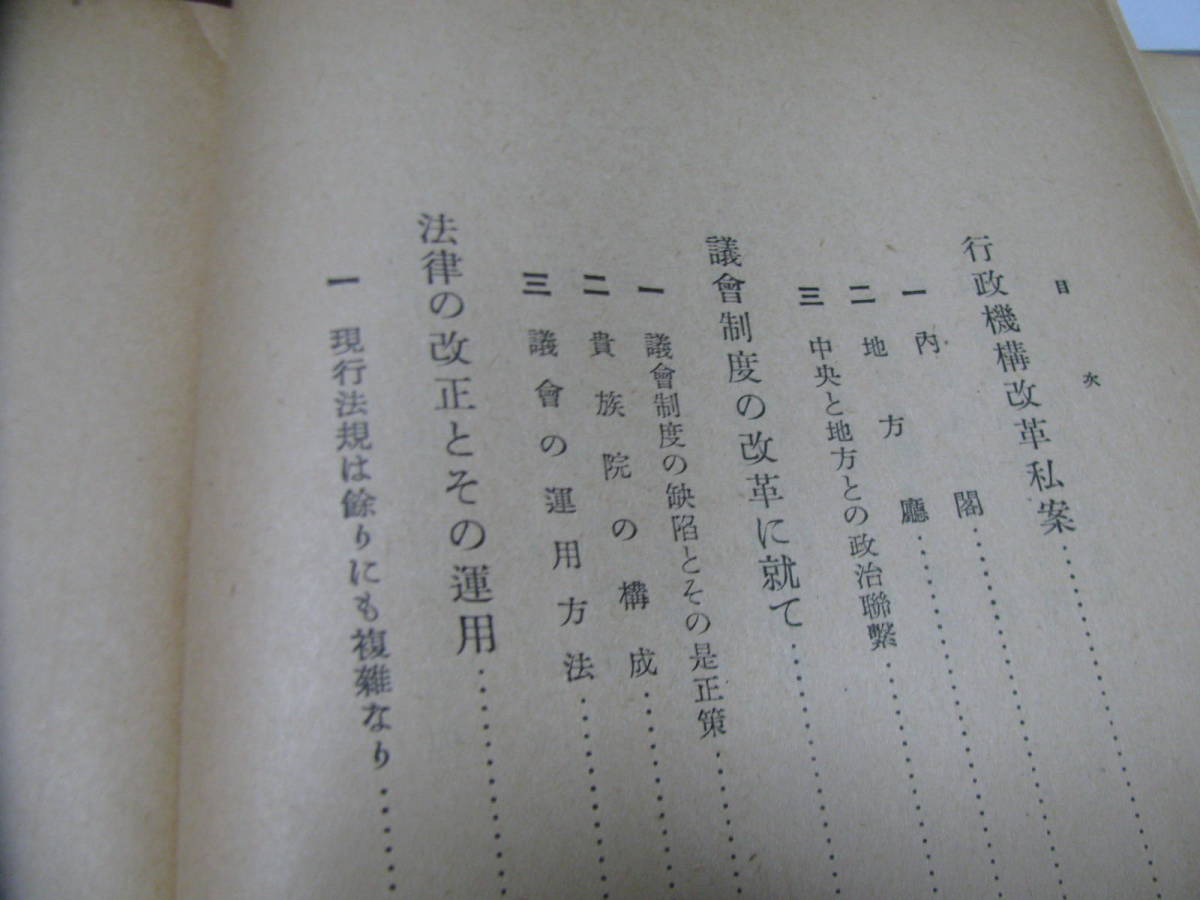 目次
行政機構改革私案
一 內閣
二 地方廳
三 中央と地方との政治聯繫
議會制度の改革に就て
一 議會制度の缺陷とその是正策
二 貴族院の構成
三 議會の運用方法
法律の改正とその運用
一 現行法規は餘りにも複雜なり